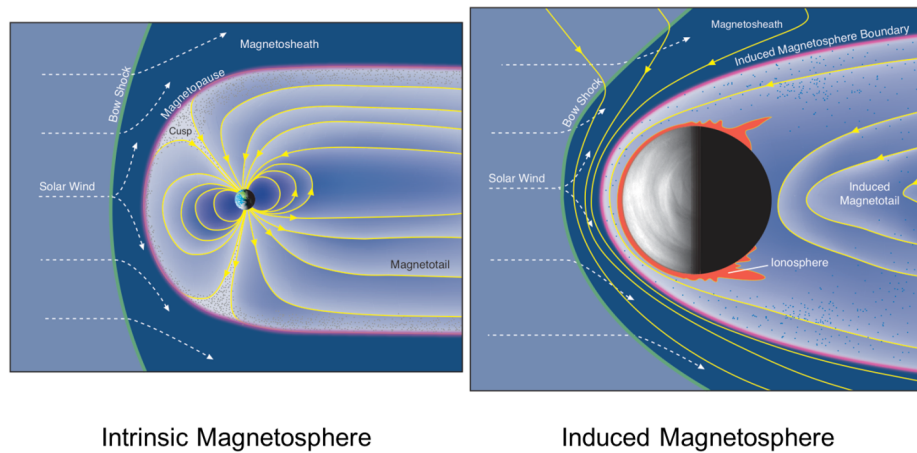 Magnetosheath
Bow Shock
Magnetopause
Cusp
Solar Wind
Magnetotail
Intrinsic Magnetosphere
Magnetosheath
Induced Magnetosphere Boundary
Bow Shock
Solar Wind
Induced
Magnetotail
Ionosphere
Induced Magnetosphere